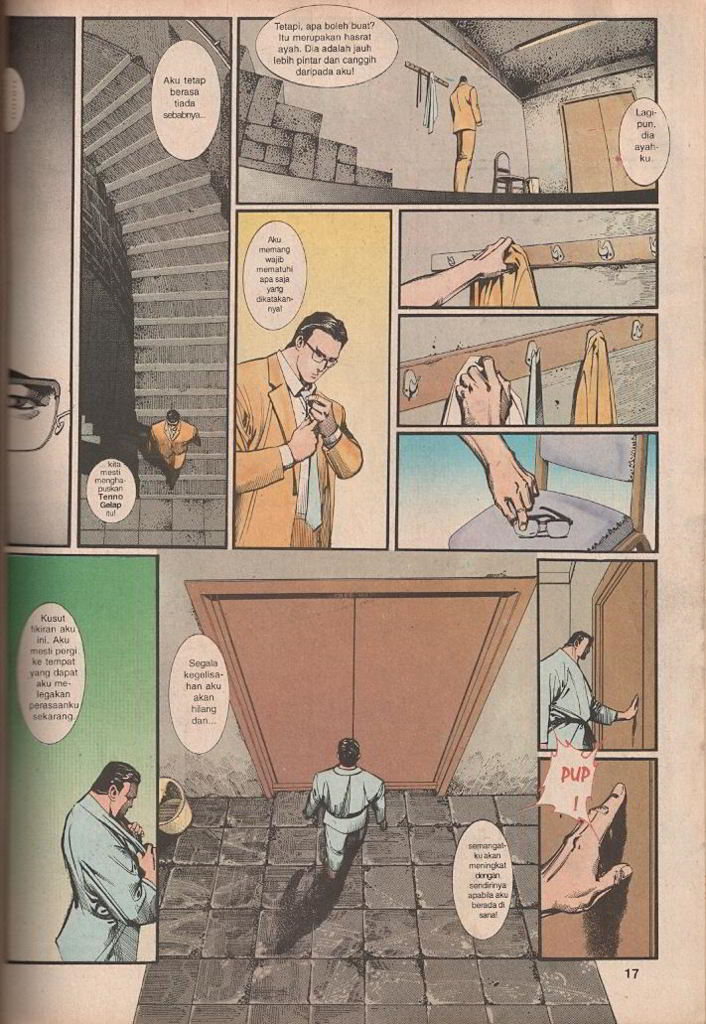 Aku tetap
berasa
tiada
sebabnya...
... kita
mesti
mengha-
puskan
Tenno
Gelap
itu!
Tetapi, apa boleh buat?
Itu merupakan hasrat
ayah. Dia adalah jauh
lebih pintar dan canggih
daripada aku!
Lagi-
pun,
dia
ayah-
ku.
Aku
memang
wajib
mematuhi
apa saja
yang
dikatakan-
nya!
Kusut
fikiran aku
ini. Aku
mesti pergi
ke tempat
yang dapat
aku me-
legakan
perasaanku
sekarang.
Segala
kegelisa-
han aku
akan
hilang
dan...
semangat-
ku akan
meningkat
dengan
sendirinya
apabila aku
berada di
sana!
PUP
!
17